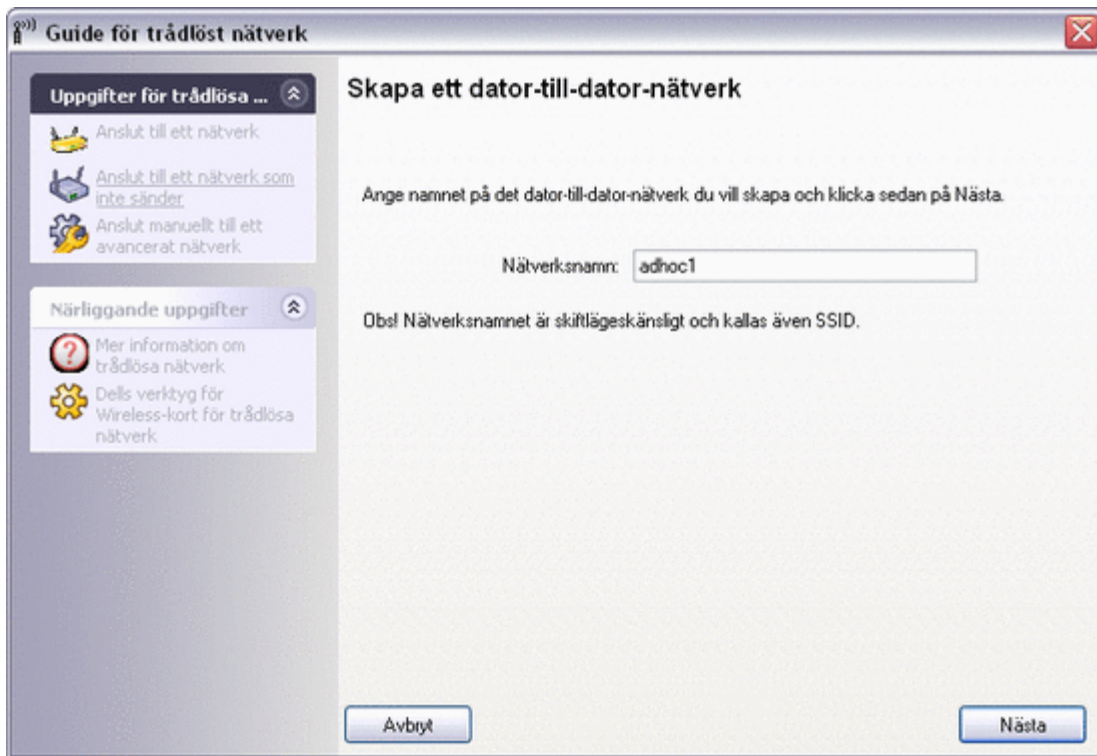 Guide för trådlöst nätverk
Uppgifter för trådlösa ...
Anslut till ett nätverk
Anslut till ett nätverk som
inte sänder
Anslut manuellt till ett
avancerat nätverk
Närliggande uppgifter
Mer information om
trådlösa nätverk
Dells verktyg för
Wireless-kort för trådlösa
nätverk
Skapa ett dator-till-dator-nätverk
Ange namnet på det dator-till-dator-nätverk du vill skapa och klicka sedan på Nästa.
Nätverksnamn: adhoc1
Obs! Nätverksnamnet är skiftlägeskänsligt och kallas även SSID.
Avbryt
Nästa